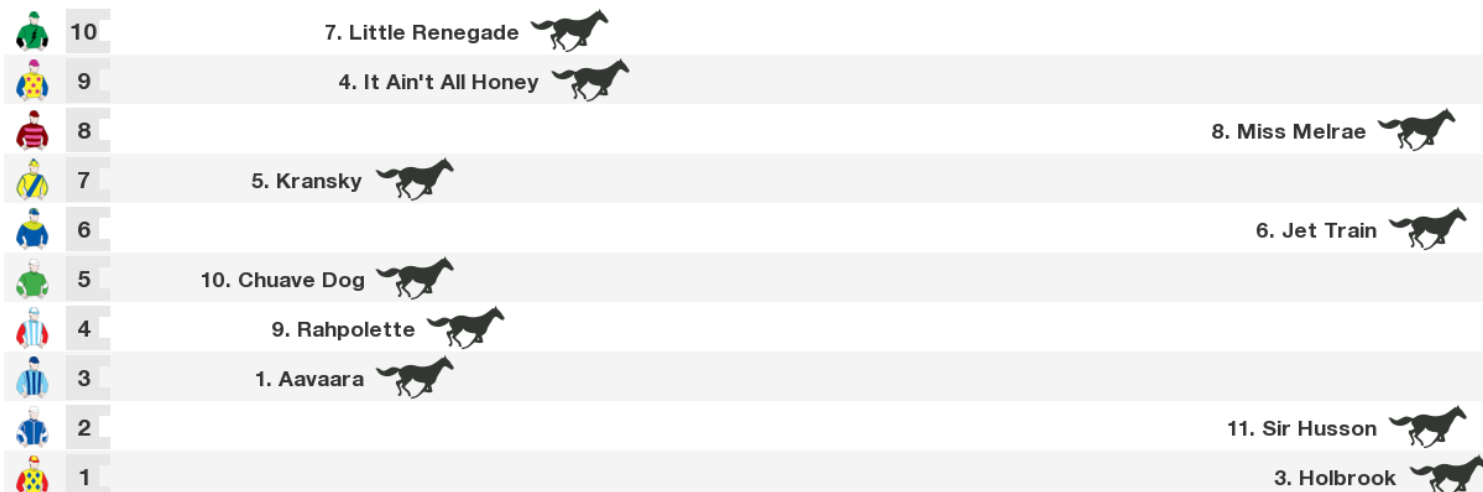 10 7. Little Renegade
9 4. It Ain't All Honey
8 8. Miss Melrae
7 5. Kransky
6 6. Jet Train
5 10. Chuave Dog
4 9. Rahpolette
3 1. Aavaara
2 11. Sir Husson
1 3. Holbrook